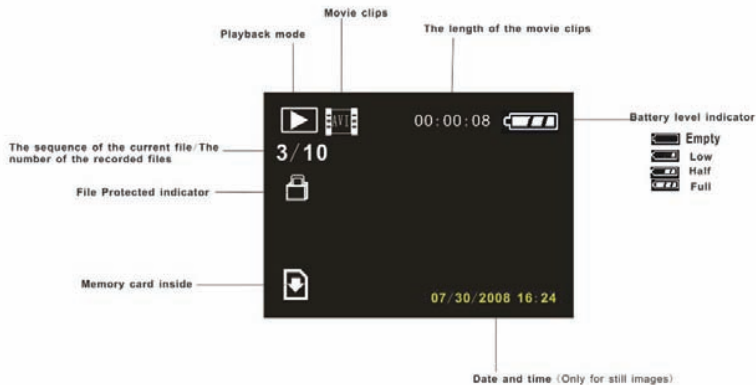 Movie clips
Playback mode
The length of the movie clips
AVI
00:00:08
Battery level indicator
Empty
Low
Half
Full
The sequence of the current file/The
number of the recorded files
3/10
File Protected indicator
Memory card inside
07/30/2008 16:24
Date and time (Only for still images)